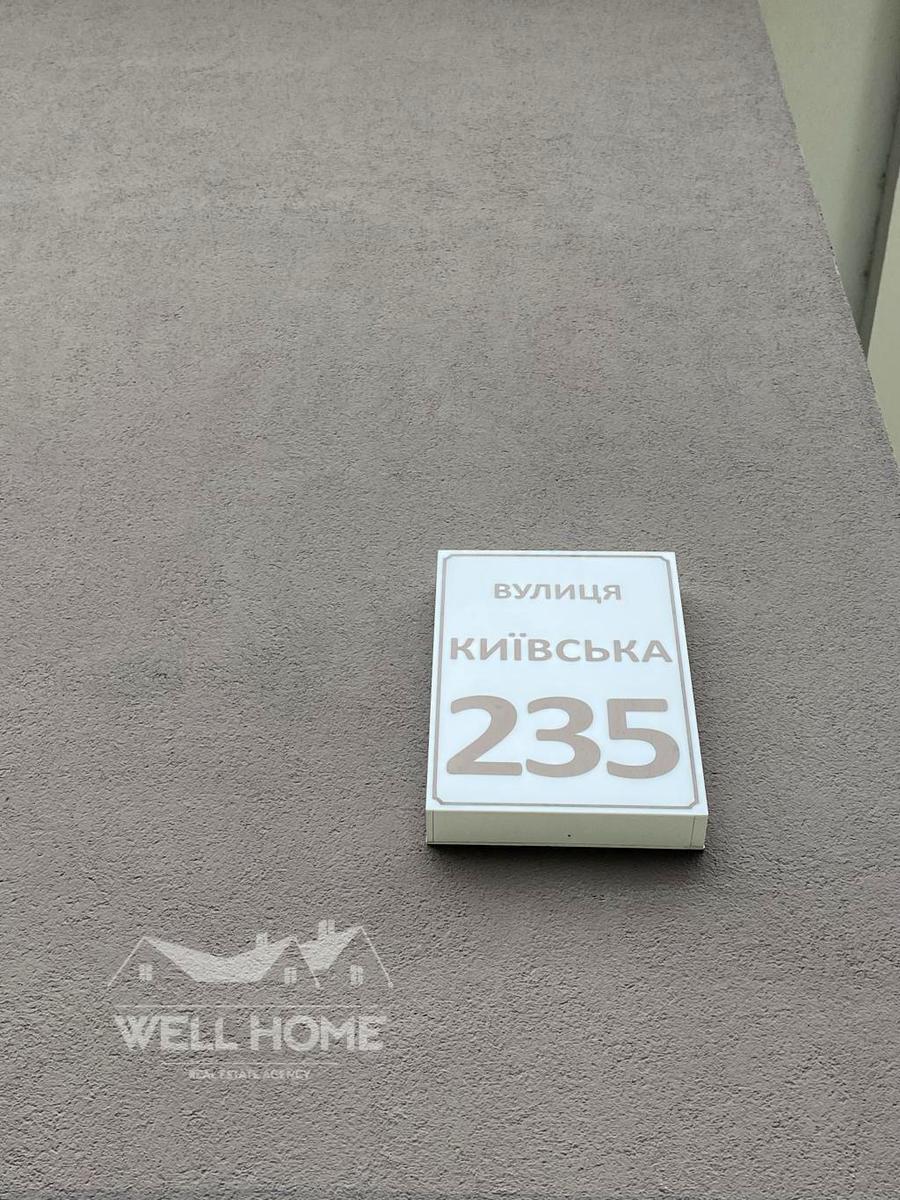 ВУЛИЦЯ
КИЇВСЬКА
235
WELL HOME
REAL ESTATE AGENCY